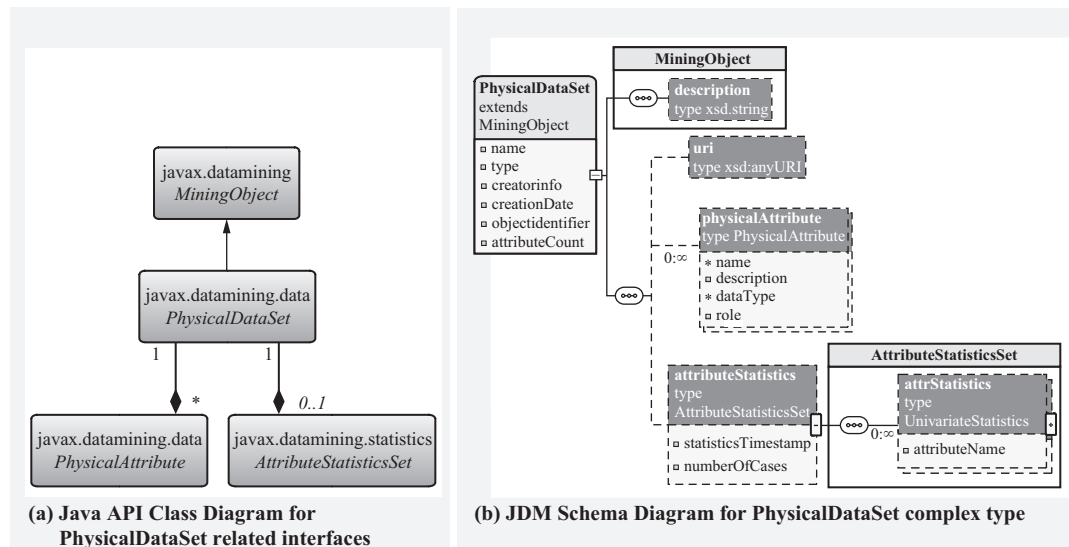 javax.datamining
MiningObject
javax.datamining.data
PhysicalDataSet
1
1
*
0..1
javax.datamining.data
PhysicalAttribute
javax.datamining.statistics
AttributeStatisticsSet
(a) Java API Class Diagram for
PhysicalDataSet related interfaces
PhysicalDataSet
extends
MiningObject
name
type
creatorinfo
creationDate
objectidentifier
attributeCount
MiningObject
description
type xsd.string
uri
type xsd:anyURI
physicalAttribute
type PhysicalAttribute
0:∞
* name
description
* dataType
role
attributeStatistics
type
AttributeStatisticsSet
statisticsTimestamp
numberOfCases
AttributeStatisticsSet
attrStatistics
type
UnivariateStatistics
0:∞
attributeName
(b) JDM Schema Diagram for PhysicalDataSet complex type